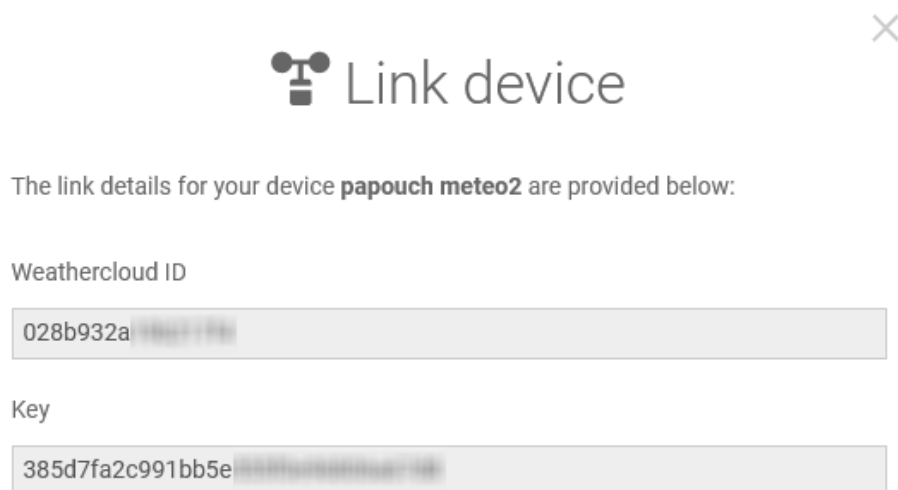 Link device
The link details for your device papouch meteo2 are provided below:
Weathercloud ID
028b932a
Key
385d7fa2c991bb5e